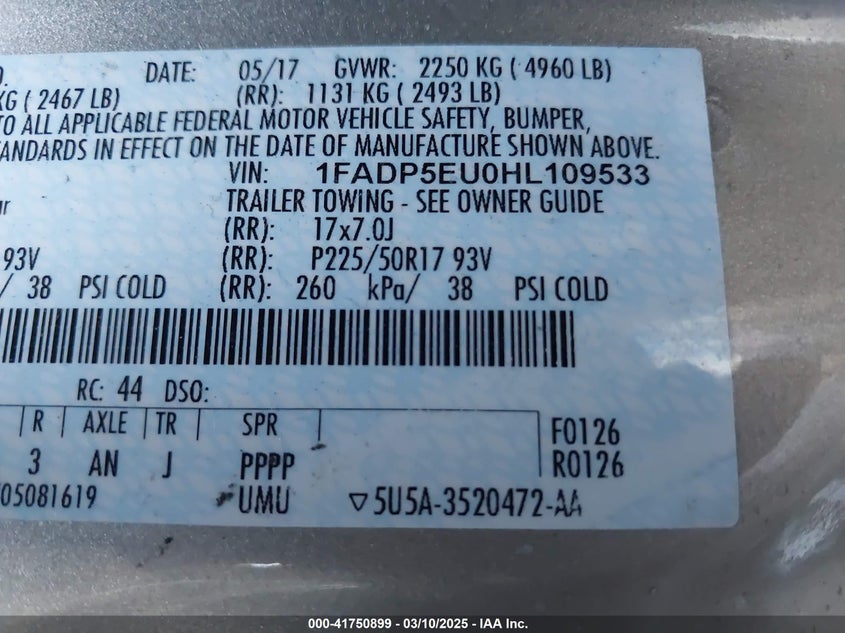 DATE: 05/17 GVWR: 2250 KG ( 4960 LB)
KG ( 2467 LB) (RR): 1131 KG ( 2493 LB)
TO ALL APPLICABLE FEDERAL MOTOR VEHICLE SAFETY, BUMPER,
STANDARDS IN EFFECT ON THE DATE OF MANUFACTURE SHOWN ABOVE.
VIN: 1FADP5EU0HL109533
TRAILER TOWING - SEE OWNER GUIDE
(RR): 17x7.0J
93V (RR): P225/50R17 93V
/ 38 PSI COLD (RR): 260 kPa/ 38 PSI COLD
RC: 44 DSO:
R AXLE TR SPR
F0126
3 AN J PPPP R0126
05081619 UMU ▽5U5A-3520472-AA
000-41750899 — 03/10/2025 — IAA Inc.